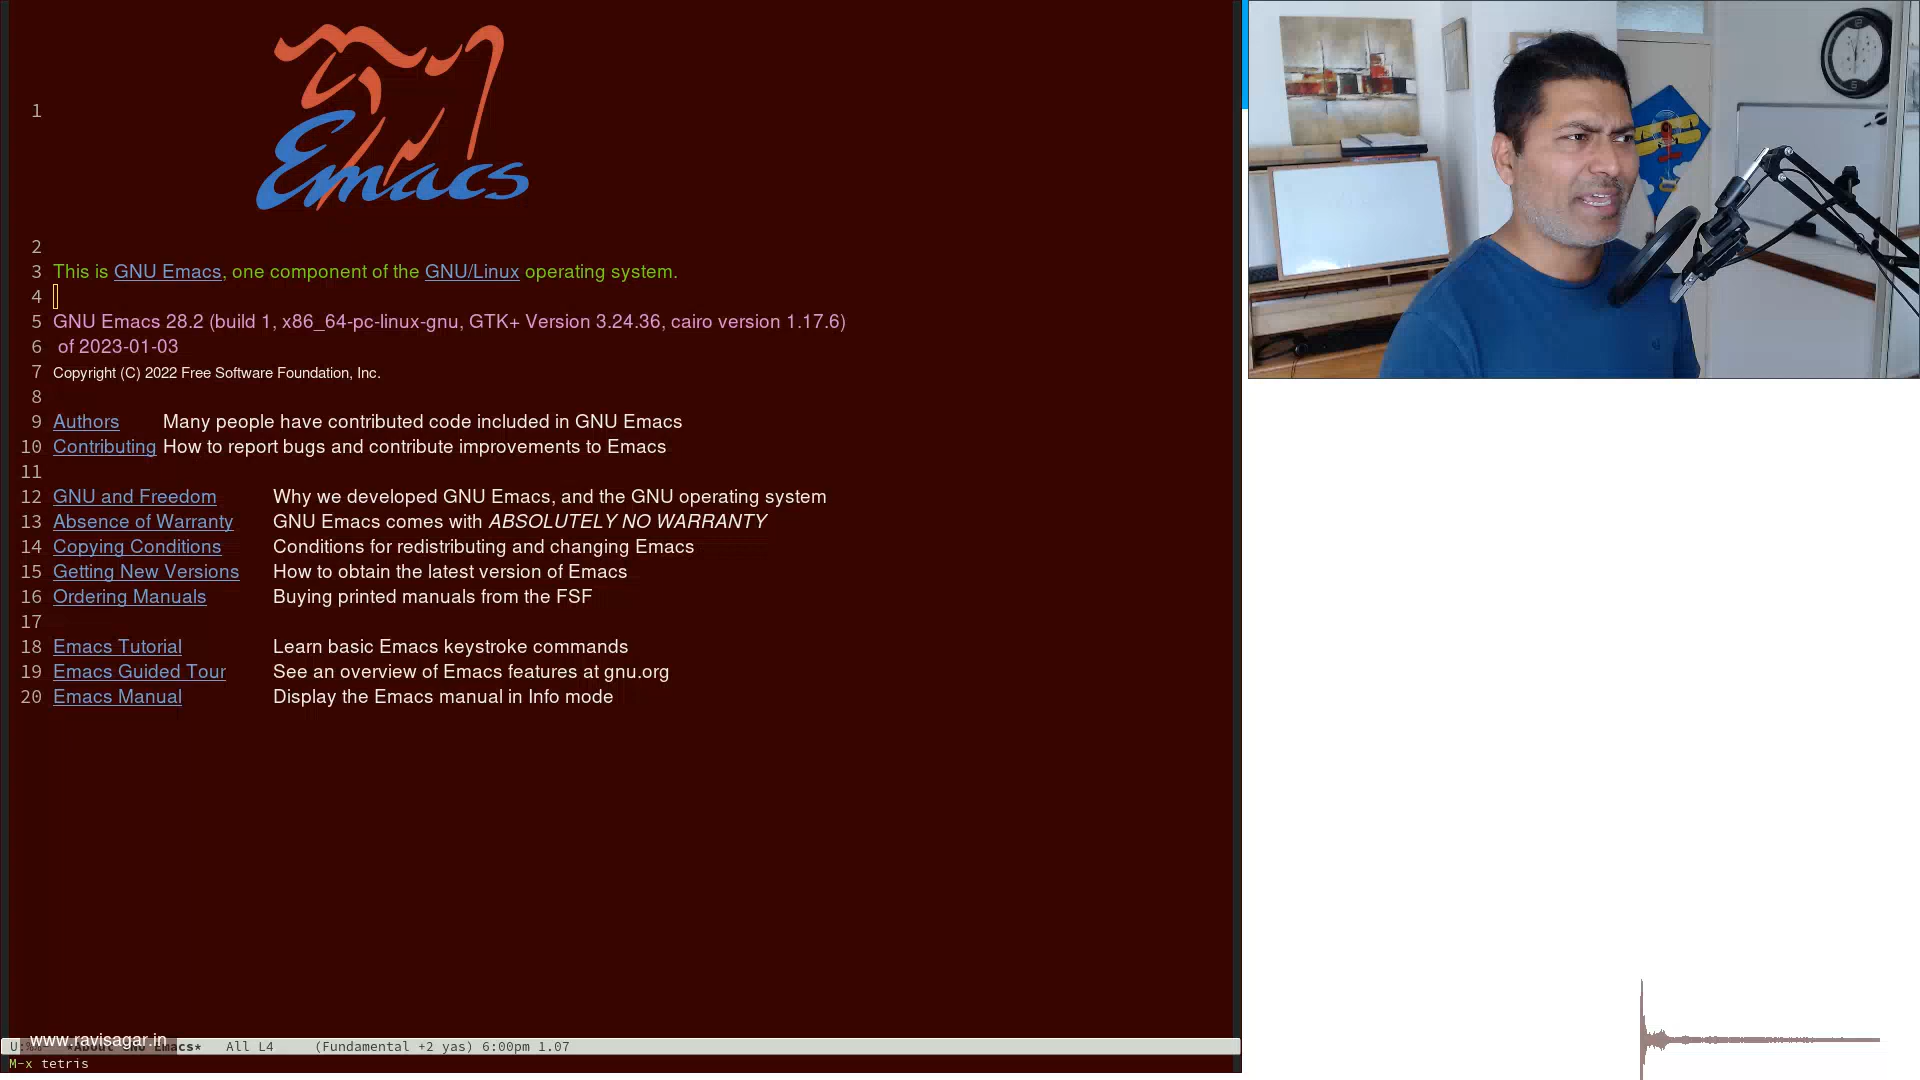 Emacs
1
2
3 This is GNU Emacs, one component of the GNU/Linux operating system.
4
5 GNU Emacs 28.2 (build 1, x86_64-pc-linux-gnu, GTK+ Version 3.24.36, cairo version 1.17.6)
6 of 2023-01-03
7 Copyright (C) 2022 Free Software Foundation, Inc.
8
9 Authors Many people have contributed code included in GNU Emacs
10 Contributing How to report bugs and contribute improvements to Emacs
11
12 GNU and Freedom Why we developed GNU Emacs, and the GNU operating system
13 Absence of Warranty GNU Emacs comes with ABSOLUTELY NO WARRANTY
14 Copying Conditions Conditions for redistributing and changing Emacs
15 Getting New Versions How to obtain the latest version of Emacs
16 Ordering Manuals Buying printed manuals from the FSF
17
18 Emacs Tutorial Learn basic Emacs keystroke commands
19 Emacs Guided Tour See an overview of Emacs features at gnu.org
20 Emacs Manual Display the Emacs manual in Info mode
www.ravisagar.in
All L4 (Fundamental +2 yas) 6:00pm 1.07
M-x tetris